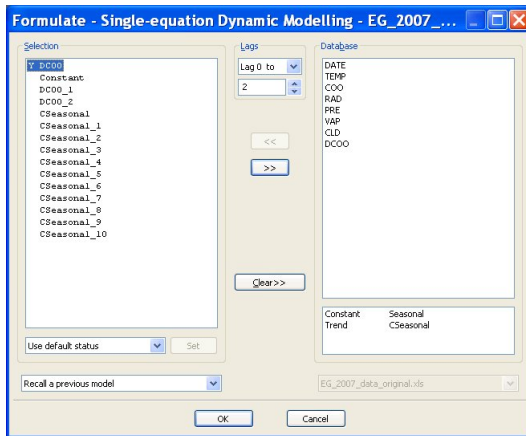 Formulate - Single-equation Dynamic Modelling - EG_2007_...
Selection
Y DCOO
Constant
DCOO_1
DCOO_2
CSeasonal
CSeasonal_1
CSeasonal_2
CSeasonal_3
CSeasonal_4
CSeasonal_5
CSeasonal_6
CSeasonal_7
CSeasonal_8
CSeasonal_9
CSeasonal_10
Use default status
Set
Recall a previous model
Lags
Lag 0 to
2
<<
>>
Clear>>
Database
DATE
TEMP
COO
RAD
PRE
VAP
CLD
DCOO
Constant Seasonal
Trend CSeasonal
EG_2007_data_original.xls
OK
Cancel